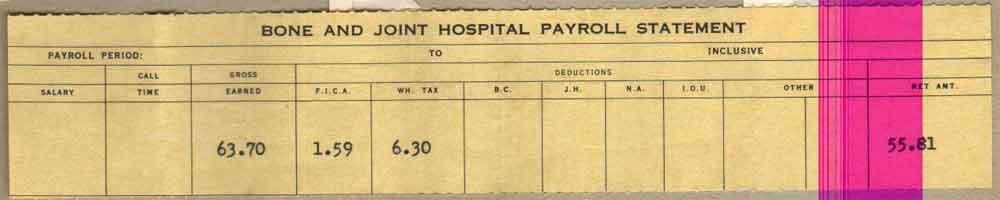 BONE AND JOINT HOSPITAL PAYROLL STATEMENT
PAYROLL PERIOD: TO INCLUSIVE
CALL GROSS DEDUCTIONS
SALARY TIME EARNED F.I.C.A. WH. TAX B.C. J.H. N.A. I.O.U. OTHER NET AMT.
63.70 1.59 6.30 55.81